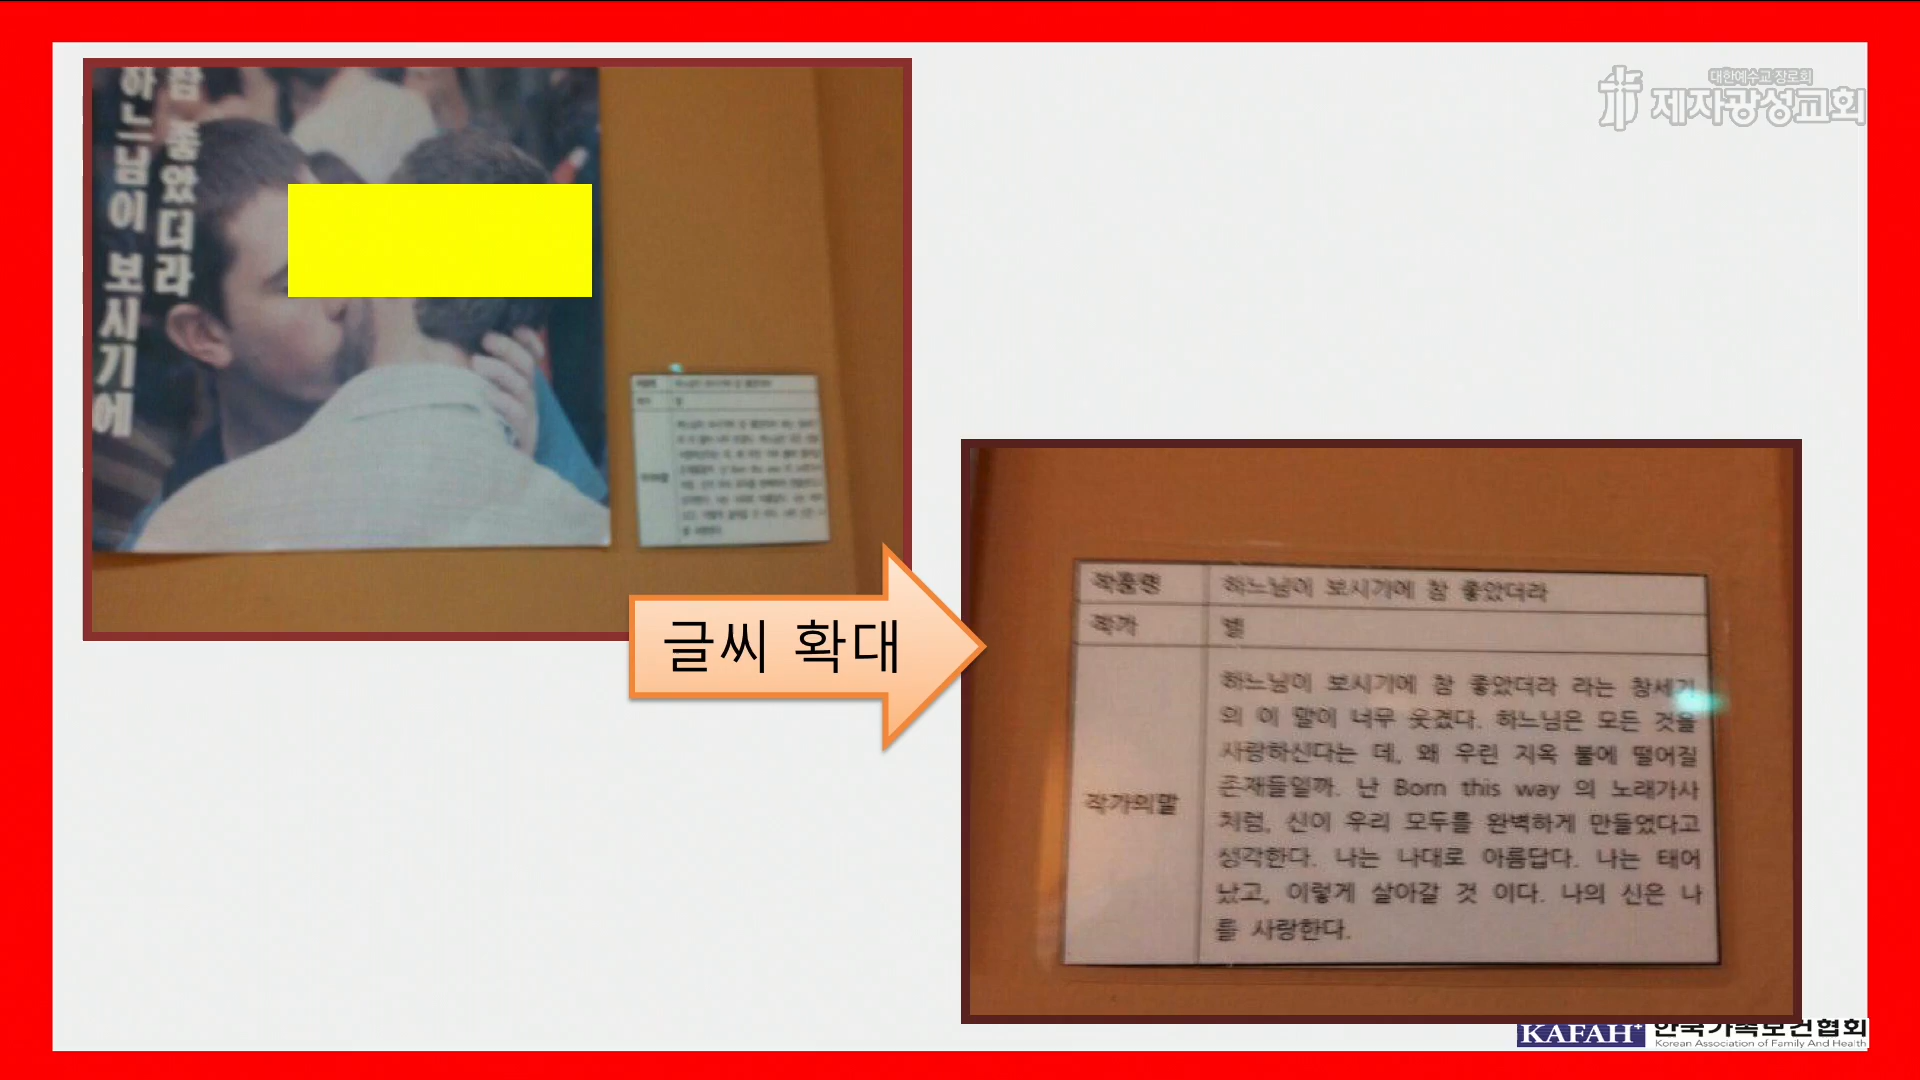 대한예수교 장로회
제자광성교회
하느님이 보시기에
참 좋았더라
글씨 확대
작품명 하느님이 보시기에 참 좋았더라
작가 별
작가의말
하느님이 보시기에 참 좋았더라 라는 창세기
의 이 말이 너무 웃겼다. 하느님은 모든 것을
사랑하신다는 데, 왜 우린 지옥 불에 떨어질
존재들일까. 난 Born this way 의 노래가사
처럼, 신이 우리 모두를 완벽하게 만들었다고
생각한다. 나는 나대로 아름답다. 나는 태어
났고, 이렇게 살아갈 것 이다. 나의 신은 나
를 사랑한다.
KAFAH+ 한국가족보건협회
Korean Association of Family And Health